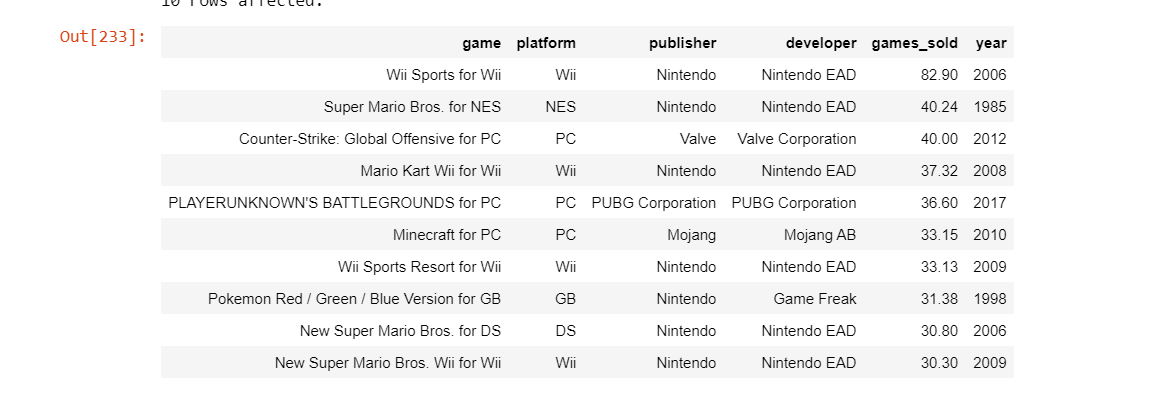 10 rows affected.
Out[233]:
game platform publisher developer games_sold year
Wii Sports for Wii Wii Nintendo Nintendo EAD 82.90 2006
Super Mario Bros. for NES NES Nintendo Nintendo EAD 40.24 1985
Counter-Strike: Global Offensive for PC PC Valve Valve Corporation 40.00 2012
Mario Kart Wii for Wii Wii Nintendo Nintendo EAD 37.32 2008
PLAYERUNKNOWN'S BATTLEGROUNDS for PC PC PUBG Corporation PUBG Corporation 36.60 2017
Minecraft for PC PC Mojang Mojang AB 33.15 2010
Wii Sports Resort for Wii Wii Nintendo Nintendo EAD 33.13 2009
Pokemon Red / Green / Blue Version for GB GB Nintendo Game Freak 31.38 1998
New Super Mario Bros. for DS DS Nintendo Nintendo EAD 30.80 2006
New Super Mario Bros. Wii for Wii Wii Nintendo Nintendo EAD 30.30 2009